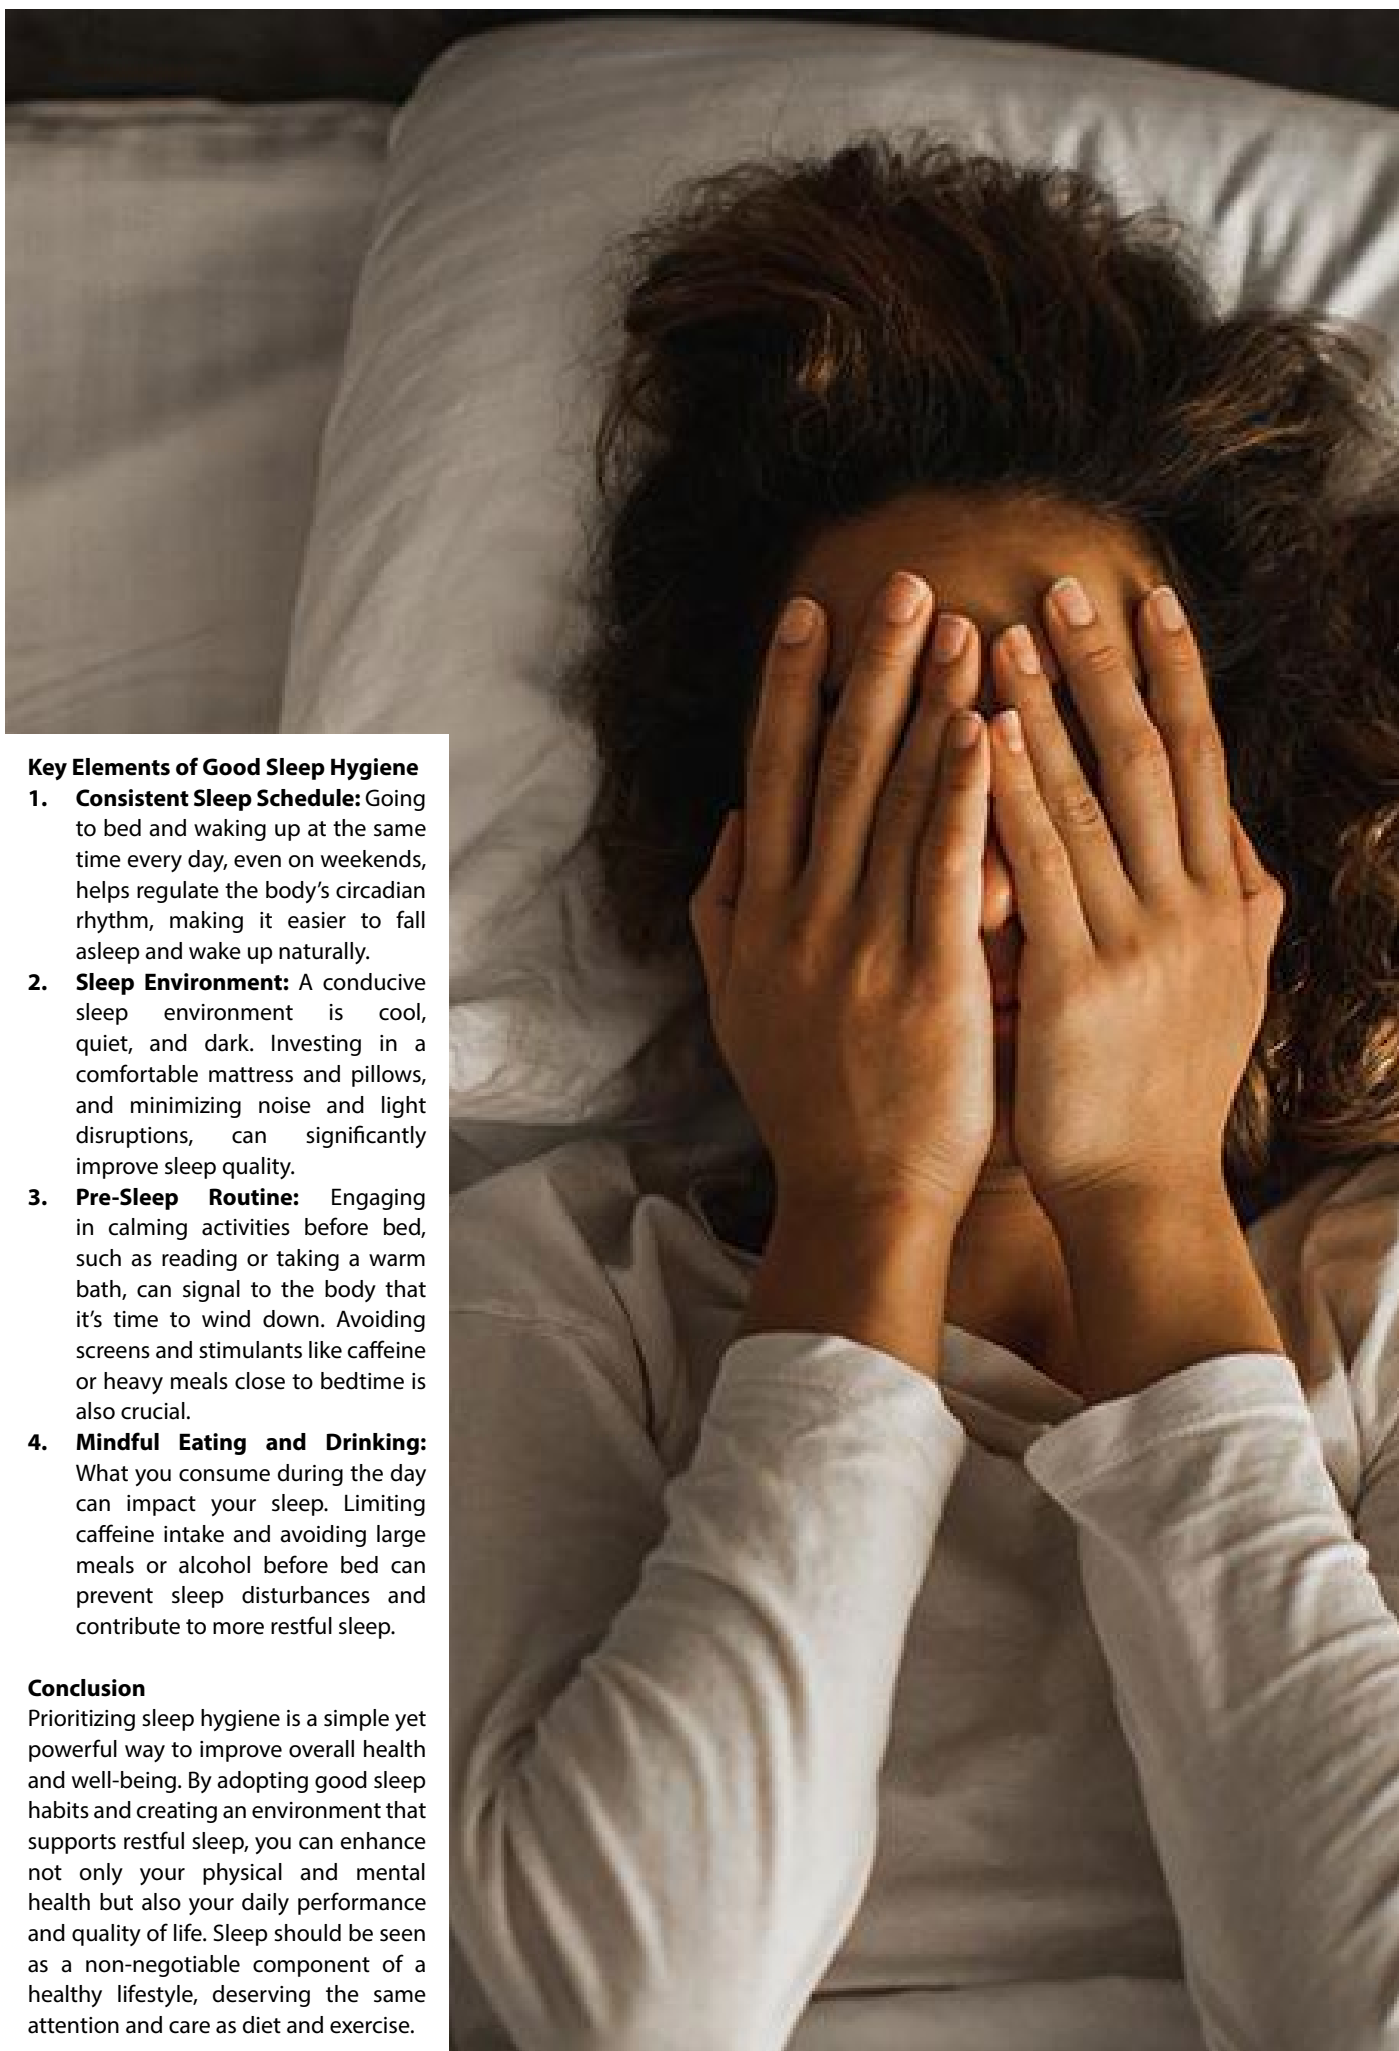 Key Elements of Good Sleep Hygiene
1. Consistent Sleep Schedule: Going
to bed and waking up at the same
time every day, even on weekends,
helps regulate the body's circadian
rhythm, making it easier to fall
asleep and wake up naturally.
2. Sleep Environment: A conducive
sleep environment is cool,
quiet, and dark. Investing in a
comfortable mattress and pillows,
and minimizing noise and light
disruptions, can significantly
improve sleep quality.
3. Pre-Sleep Routine: Engaging
in calming activities before bed,
such as reading or taking a warm
bath, can signal to the body that
it's time to wind down. Avoiding
screens and stimulants like caffeine
or heavy meals close to bedtime is
also crucial.
4. Mindful Eating and Drinking:
What you consume during the day
can impact your sleep. Limiting
caffeine intake and avoiding large
meals or alcohol before bed can
prevent sleep disturbances and
contribute to more restful sleep.
Conclusion
Prioritizing sleep hygiene is a simple yet
powerful way to improve overall health
and well-being. By adopting good sleep
habits and creating an environment that
supports restful sleep, you can enhance
not only your physical and mental
health but also your daily performance
and quality of life. Sleep should be seen
as a non-negotiable component of a
healthy lifestyle, deserving the same
attention and care as diet and exercise.